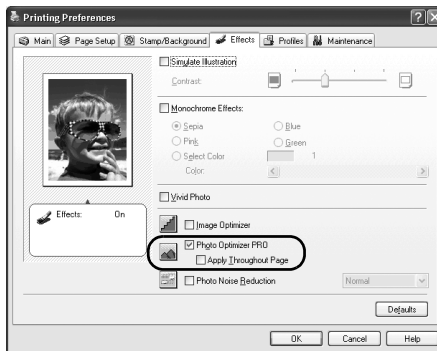 Printing Preferences
Main Page Setup Stamp/Background Effects Profiles Maintenance
Simulate Illustration
Contrast:
Monochrome Effects:
Sepia Blue
Pink Green
Select Color 1
Color:
Vivid Photo
Effects: On
Image Optimizer
Photo Optimizer PRO
Apply Throughout Page
Photo Noise Reduction Normal
Defaults
OK Cancel Help